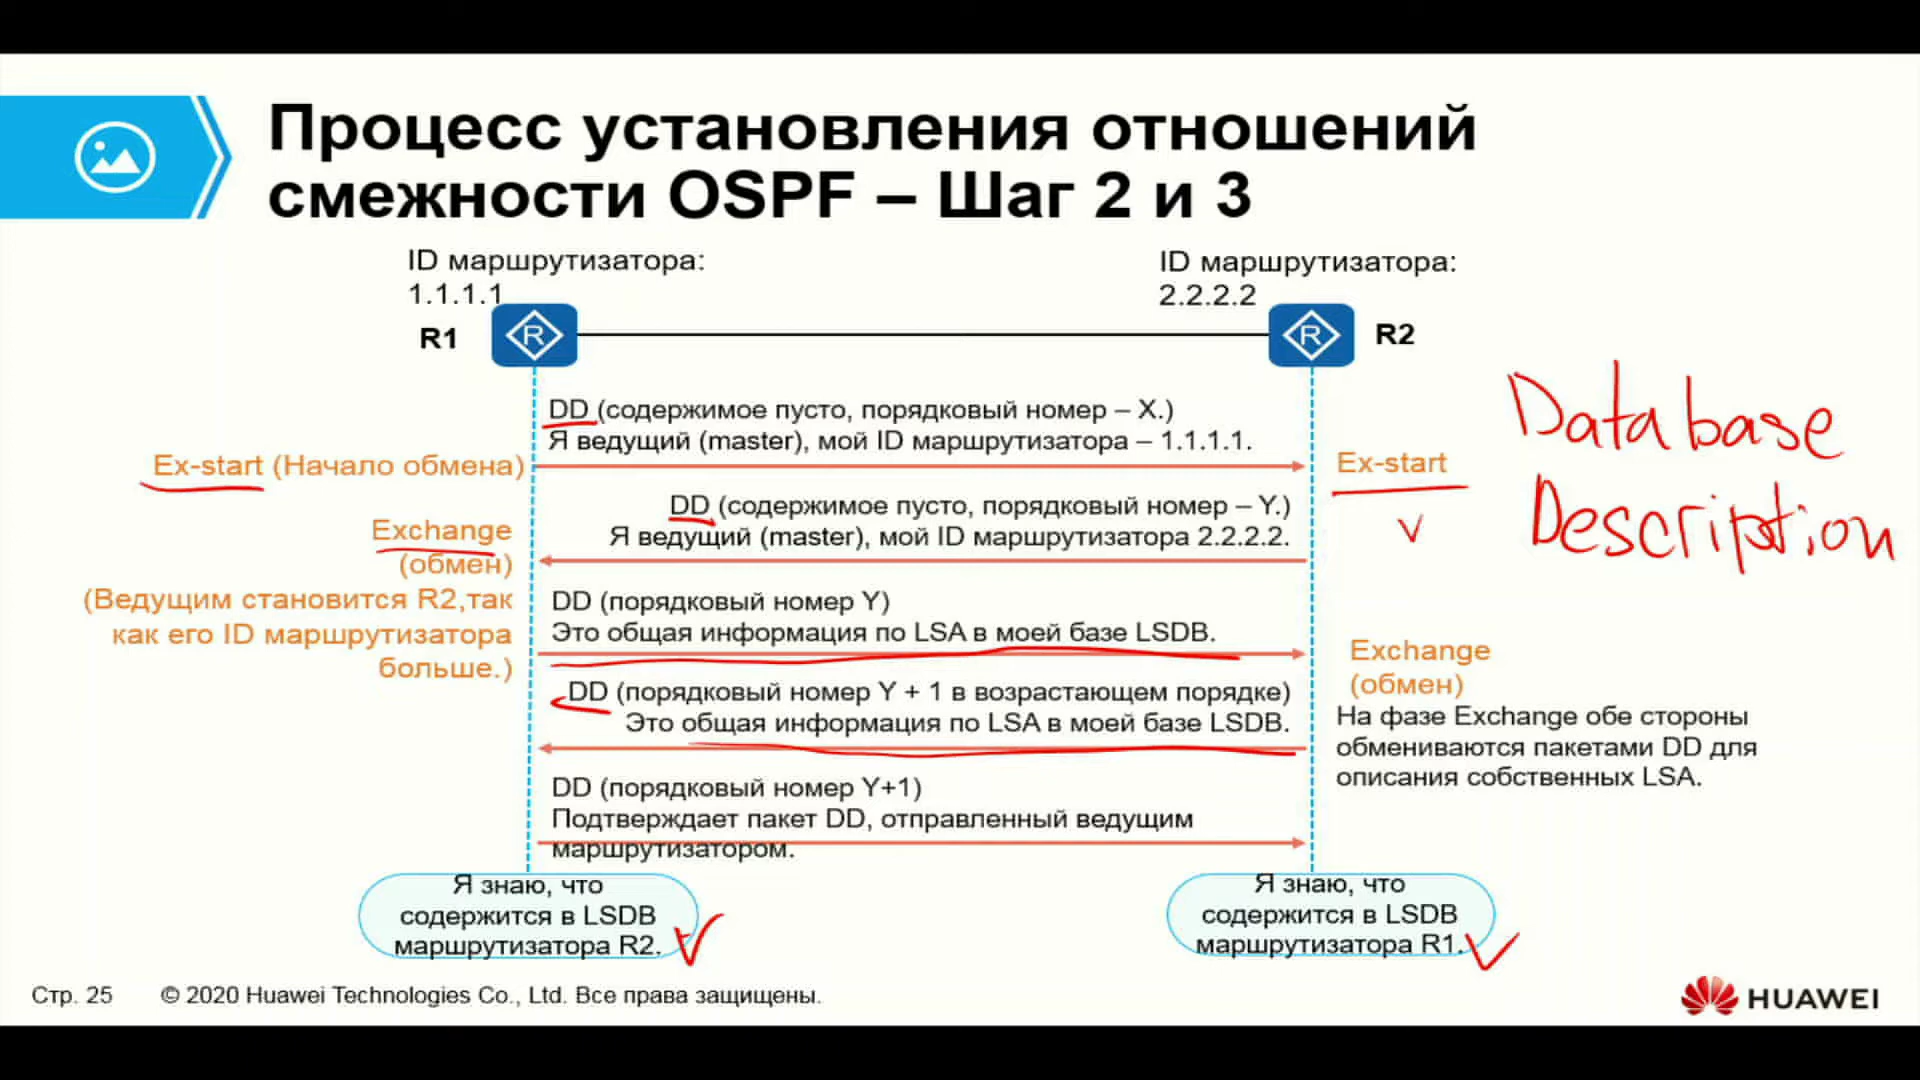 Процесс установления отношений
смежности OSPF – Шаг 2 и 3
ID маршрутизатора:
1.1.1.1
ID маршрутизатора:
2.2.2.2
R1
R
R
R2
DD (содержимое пусто, порядковый номер – X.)
Я ведущий (master), мой ID маршрутизатора – 1.1.1.1.
Ex-start (Начало обмена)
Ex-start
DD (содержимое пусто, порядковый номер – Y.)
Я ведущий (master), мой ID маршрутизатора 2.2.2.2.
Exchange
(обмен)
(Ведущим становится R2,так
как его ID маршрутизатора
больше.)
DD (порядковый номер Y)
Это общая информация по LSA в моей базе LSDB.
Exchange
(обмен)
На фазе Exchange обе стороны
обмениваются пакетами DD для
описания собственных LSA.
DD (порядковый номер Y + 1 в возрастающем порядке)
Это общая информация по LSA в моей базе LSDB.
DD (порядковый номер Y+1)
Подтверждает пакет DD, отправленный ведущим
маршрутизатором.
Я знаю, что
содержится в LSDB
маршрутизатора R2.
Я знаю, что
содержится в LSDB
маршрутизатора R1.
Database
Description
Стр. 25 © 2020 Huawei Technologies Co., Ltd. Все права защищены.
HUAWEI